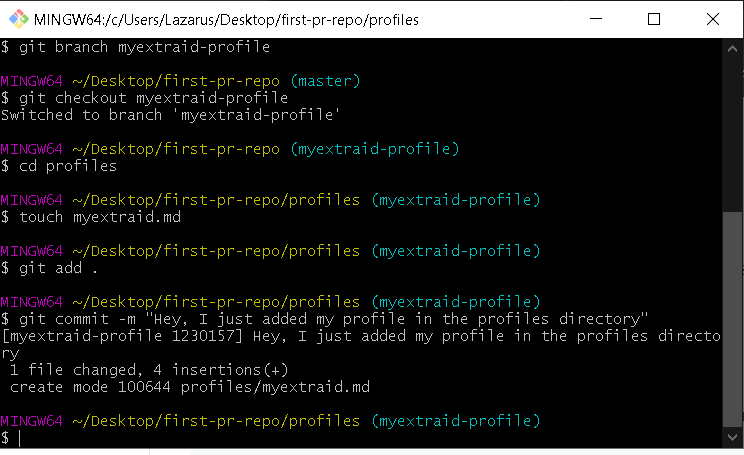 MINGW64:/c/Users/Lazarus/Desktop/first-pr-repo/profiles
$ git branch myextraid-profile
MINGW64 ~/Desktop/first-pr-repo (master)
$ git checkout myextraid-profile
Switched to branch 'myextraid-profile'
MINGW64 ~/Desktop/first-pr-repo (myextraid-profile)
$ cd profiles
MINGW64 ~/Desktop/first-pr-repo/profiles (myextraid-profile)
$ touch myextraid.md
MINGW64 ~/Desktop/first-pr-repo/profiles (myextraid-profile)
$ git add .
MINGW64 ~/Desktop/first-pr-repo/profiles (myextraid-profile)
$ git commit -m "Hey, I just added my profile in the profiles directory"
[myextraid-profile 1230157] Hey, I just added my profile in the profiles directo
ry
 1 file changed, 4 insertions(+)
 create mode 100644 profiles/myextraid.md
MINGW64 ~/Desktop/first-pr-repo/profiles (myextraid-profile)
$